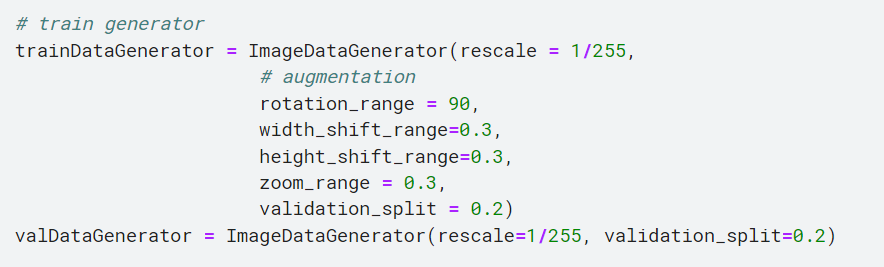 # train generator
trainDataGenerator = ImageDataGenerator(rescale = 1/255,
# augmentation
rotation_range = 90,
width_shift_range=0.3,
height_shift_range=0.3,
zoom_range = 0.3,
validation_split = 0.2)
valDataGenerator = ImageDataGenerator(rescale=1/255, validation_split=0.2)